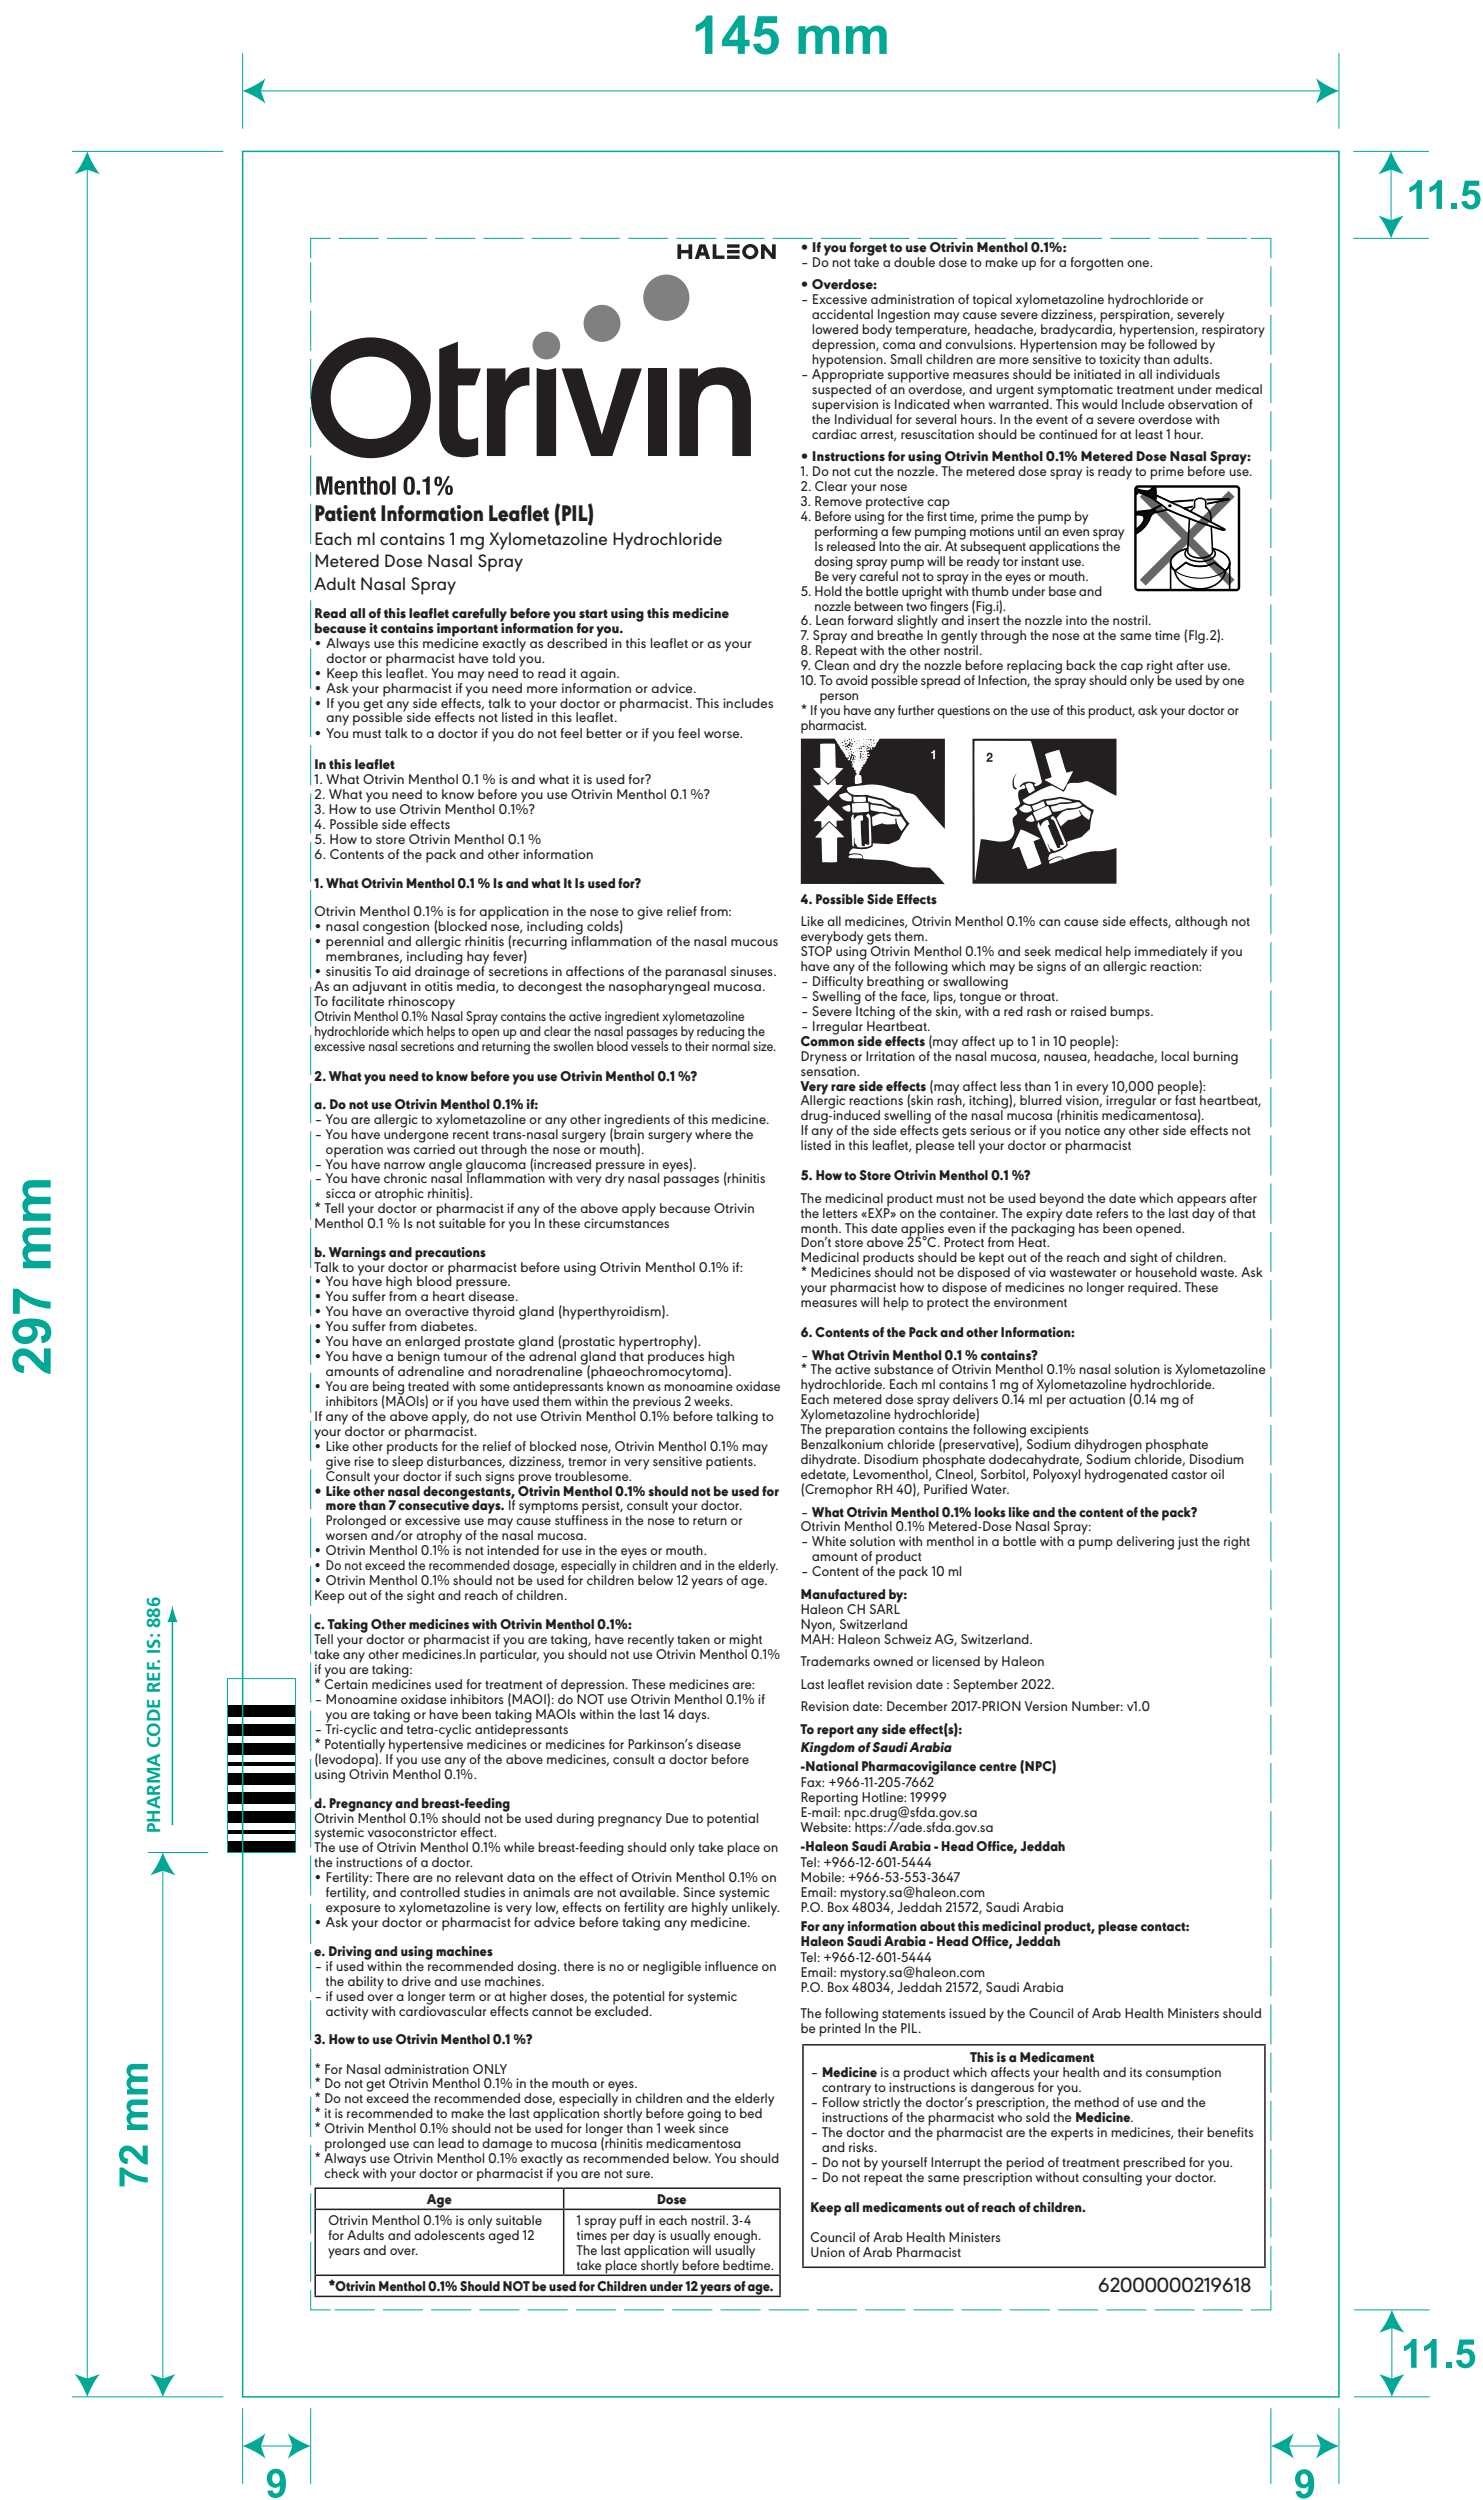 145 mm
11.5
HALEON
Otrivin
Menthol 0.1%
Patient Information Leaflet (PIL)
Each ml contains 1 mg Xylometazoline Hydrochloride
Metered Dose Nasal Spray
Adult Nasal Spray
Read all of this leaflet carefully before you start using this medicine
because it contains important information for you.
• Always use this medicine exactly as described in this leaflet or as your
doctor or pharmacist have told you.
• Keep this leaflet. You may need to read it again.
• Ask your pharmacist if you need more information or advice.
• If you get any side effects, talk to your doctor or pharmacist. This includes
any possible side effects not listed in this leaflet.
• You must talk to a doctor if you do not feel better or if you feel worse.
In this leaflet
1. What Otrivin Menthol 0.1 % is and what it is used for?
2. What you need to know before you use Otrivin Menthol 0.1 %?
3. How to use Otrivin Menthol 0.1%?
4. Possible side effects
5. How to store Otrivin Menthol 0.1 %
6. Contents of the pack and other information
1. What Otrivin Menthol 0.1 % Is and what It Is used for?
Otrivin Menthol 0.1% is for application in the nose to give relief from:
• nasal congestion (blocked nose, including colds)
• perennial and allergic rhinitis (recurring inflammation of the nasal mucous
membranes, including hay fever)
• sinusitis To aid drainage of secretions in affections of the paranasal sinuses.
As an adjuvant in otitis media, to decongest the nasopharyngeal mucosa.
To facilitate rhinoscopy
Otrivin Menthol 0.1% Nasal Spray contains the active ingredient xylometazoline
hydrochloride which helps to open up and clear the nasal passages by reducing the
excessive nasal secretions and returning the swollen blood vessels to their normal size.
2. What you need to know before you use Otrivin Menthol 0.1 %?
a. Do not use Otrivin Menthol 0.1% if:
– You are allergic to xylometazoline or any other ingredients of this medicine.
– You have undergone recent trans-nasal surgery (brain surgery where the
operation was carried out through the nose or mouth).
– You have narrow angle glaucoma (increased pressure in eyes).
– You have chronic nasal Inflammation with very dry nasal passages (rhinitis
sicca or atrophic rhinitis).
* Tell your doctor or pharmacist if any of the above apply because Otrivin
Menthol 0.1 % Is not suitable for you In these circumstances
b. Warnings and precautions
Talk to your doctor or pharmacist before using Otrivin Menthol 0.1% if:
• You have high blood pressure.
• You suffer from a heart disease.
• You have an overactive thyroid gland (hyperthyroidism).
• You suffer from diabetes.
• You have an enlarged prostate gland (prostatic hypertrophy).
• You have a benign tumour of the adrenal gland that produces high
amounts of adrenaline and noradrenaline (phaeochromocytoma).
• You are being treated with some antidepressants known as monoamine oxidase
inhibitors (MAOIs) or if you have used them within the previous 2 weeks.
If any of the above apply, do not use Otrivin Menthol 0.1% before talking to
your doctor or pharmacist.
• Like other products for the relief of blocked nose, Otrivin Menthol 0.1% may
give rise to sleep disturbances, dizziness, tremor in very sensitive patients.
Consult your doctor if such signs prove troublesome.
• Like other nasal decongestants, Otrivin Menthol 0.1% should not be used for
more than 7 consecutive days. If symptoms persist, consult your doctor.
Prolonged or excessive use may cause stuffiness in the nose to return or
worsen and/or atrophy of the nasal mucosa.
• Otrivin Menthol 0.1% is not intended for use in the eyes or mouth.
• Do not exceed the recommended dosage, especially in children and in the elderly.
• Otrivin Menthol 0.1% should not be used for children below 12 years of age.
Keep out of the sight and reach of children.
c. Taking Other medicines with Otrivin Menthol 0.1%:
Tell your doctor or pharmacist if you are taking, have recently taken or might
take any other medicines.In particular, you should not use Otrivin Menthol 0.1%
if you are taking:
* Certain medicines used for treatment of depression. These medicines are:
– Monoamine oxidase inhibitors (MAOI): do NOT use Otrivin Menthol 0.1% if
you are taking or have been taking MAOIs within the last 14 days.
– Tri-cyclic and tetra-cyclic antidepressants
* Potentially hypertensive medicines or medicines for Parkinson's disease
(levodopa). If you use any of the above medicines, consult a doctor before
using Otrivin Menthol 0.1%.
d. Pregnancy and breast-feeding
Otrivin Menthol 0.1% should not be used during pregnancy Due to potential
systemic vasoconstrictor effect.
The use of Otrivin Menthol 0.1% while breast-feeding should only take place on
the instructions of a doctor.
• Fertility: There are no relevant data on the effect of Otrivin Menthol 0.1% on
fertility, and controlled studies in animals are not available. Since systemic
exposure to xylometazoline is very low, effects on fertility are highly unlikely.
• Ask your doctor or pharmacist for advice before taking any medicine.
e. Driving and using machines
– if used within the recommended dosing. there is no or negligible influence on
the ability to drive and use machines.
– if used over a longer term or at higher doses, the potential for systemic
activity with cardiovascular effects cannot be excluded.
3. How to use Otrivin Menthol 0.1 %?
* For Nasal administration ONLY
* Do not get Otrivin Menthol 0.1% in the mouth or eyes.
* Do not exceed the recommended dose, especially in children and the elderly
* it is recommended to make the last application shortly before going to bed
* Otrivin Menthol 0.1% should not be used for longer than 1 week since
prolonged use can lead to damage to mucosa (rhinitis medicamentosa
* Always use Otrivin Menthol 0.1% exactly as recommended below. You should
check with your doctor or pharmacist if you are not sure.
Age Dose
Otrivin Menthol 0.1% is only suitable
for Adults and adolescents aged 12
years and over.
1 spray puff in each nostril. 3-4
times per day is usually enough.
The last application will usually
take place shortly before bedtime.
*Otrivin Menthol 0.1% Should NOT be used for Children under 12 years of age.
• If you forget to use Otrivin Menthol 0.1%:
– Do not take a double dose to make up for a forgotten one.
• Overdose:
– Excessive administration of topical xylometazoline hydrochloride or
accidental Ingestion may cause severe dizziness, perspiration, severely
lowered body temperature, headache, bradycardia, hypertension, respiratory
depression, coma and convulsions. Hypertension may be followed by
hypotension. Small children are more sensitive to toxicity than adults.
– Appropriate supportive measures should be initiated in all individuals
suspected of an overdose, and urgent symptomatic treatment under medical
supervision is Indicated when warranted. This would Include observation of
the Individual for several hours. In the event of a severe overdose with
cardiac arrest, resuscitation should be continued for at least 1 hour.
• Instructions for using Otrivin Menthol 0.1% Metered Dose Nasal Spray:
1. Do not cut the nozzle. The metered dose spray is ready to prime before use.
2. Clear your nose
3. Remove protective cap
4. Before using for the first time, prime the pump by
performing a few pumping motions until an even spray
Is released Into the air. At subsequent applications the
dosing spray pump will be ready tor instant use.
Be very careful not to spray in the eyes or mouth.
5. Hold the bottle upright with thumb under base and
nozzle between two fingers (Fig.i).
6. Lean forward slightly and insert the nozzle into the nostril.
7. Spray and breathe In gently through the nose at the same time (FIg.2).
8. Repeat with the other nostril.
9. Clean and dry the nozzle before replacing back the cap right after use.
10. To avoid possible spread of Infection, the spray should only be used by one
person
* If you have any further questions on the use of this product, ask your doctor or
pharmacist.
1
2
4. Possible Side Effects
Like all medicines, Otrivin Menthol 0.1% can cause side effects, although not
everybody gets them.
STOP using Otrivin Menthol 0.1% and seek medical help immediately if you
have any of the following which may be signs of an allergic reaction:
– Difficulty breathing or swallowing
– Swelling of the face, lips, tongue or throat.
– Severe Itching of the skin, with a red rash or raised bumps.
– Irregular Heartbeat.
Common side effects (may affect up to 1 in 10 people):
Dryness or Irritation of the nasal mucosa, nausea, headache, local burning
sensation.
Very rare side effects (may affect less than 1 in every 10,000 people):
Allergic reactions (skin rash, itching), blurred vision, irregular or fast heartbeat,
drug-induced swelling of the nasal mucosa (rhinitis medicamentosa).
If any of the side effects gets serious or if you notice any other side effects not
listed in this leaflet, please tell your doctor or pharmacist
5. How to Store Otrivin Menthol 0.1 %?
The medicinal product must not be used beyond the date which appears after
the letters «EXP» on the container. The expiry date refers to the last day of that
month. This date applies even if the packaging has been opened.
Don't store above 25°C. Protect from Heat.
Medicinal products should be kept out of the reach and sight of children.
* Medicines should not be disposed of via wastewater or household waste. Ask
your pharmacist how to dispose of medicines no longer required. These
measures will help to protect the environment
6. Contents of the Pack and other Information:
– What Otrivin Menthol 0.1 % contains?
* The active substance of Otrivin Menthol 0.1% nasal solution is Xylometazoline
hydrochloride. Each ml contains 1 mg of Xylometazoline hydrochloride.
Each metered dose spray delivers 0.14 ml per actuation (0.14 mg of
Xylometazoline hydrochloride)
The preparation contains the following excipients
Benzalkonium chloride (preservative), Sodium dihydrogen phosphate
dihydrate. Disodium phosphate dodecahydrate, Sodium chloride, Disodium
edetate, Levomenthol, CIneol, Sorbitol, Polyoxyl hydrogenated castor oil
(Cremophor RH 40), Purified Water.
– What Otrivin Menthol 0.1% looks like and the content of the pack?
Otrivin Menthol 0.1% Metered-Dose Nasal Spray:
– White solution with menthol in a bottle with a pump delivering just the right
amount of product
– Content of the pack 10 ml
Manufactured by:
Haleon CH SARL
Nyon, Switzerland
MAH: Haleon Schweiz AG, Switzerland.
Trademarks owned or licensed by Haleon
Last leaflet revision date : September 2022.
Revision date: December 2017-PRION Version Number: v1.0
To report any side effect(s):
Kingdom of Saudi Arabia
-National Pharmacovigilance centre (NPC)
Fax: +966-11-205-7662
Reporting Hotline: 19999
E-mail: npc.drug@sfda.gov.sa
Website: https://ade.sfda.gov.sa
-Haleon Saudi Arabia - Head Office, Jeddah
Tel: +966-12-601-5444
Mobile: +966-53-553-3647
Email: mystory.sa@haleon.com
P.O. Box 48034, Jeddah 21572, Saudi Arabia
For any information about this medicinal product, please contact:
Haleon Saudi Arabia - Head Office, Jeddah
Tel: +966-12-601-5444
Email: mystory.sa@haleon.com
P.O. Box 48034, Jeddah 21572, Saudi Arabia
The following statements issued by the Council of Arab Health Ministers should
be printed In the PIL.
This is a Medicament
– Medicine is a product which affects your health and its consumption
contrary to instructions is dangerous for you.
– Follow strictly the doctor's prescription, the method of use and the
instructions of the pharmacist who sold the Medicine.
– The doctor and the pharmacist are the experts in medicines, their benefits
and risks.
– Do not by yourself Interrupt the period of treatment prescribed for you.
– Do not repeat the same prescription without consulting your doctor.
Keep all medicaments out of reach of children.
Council of Arab Health Ministers
Union of Arab Pharmacist
62000000219618
297 mm
PHARMA CODE REF. IS: 886
72 mm
11.5
9
9